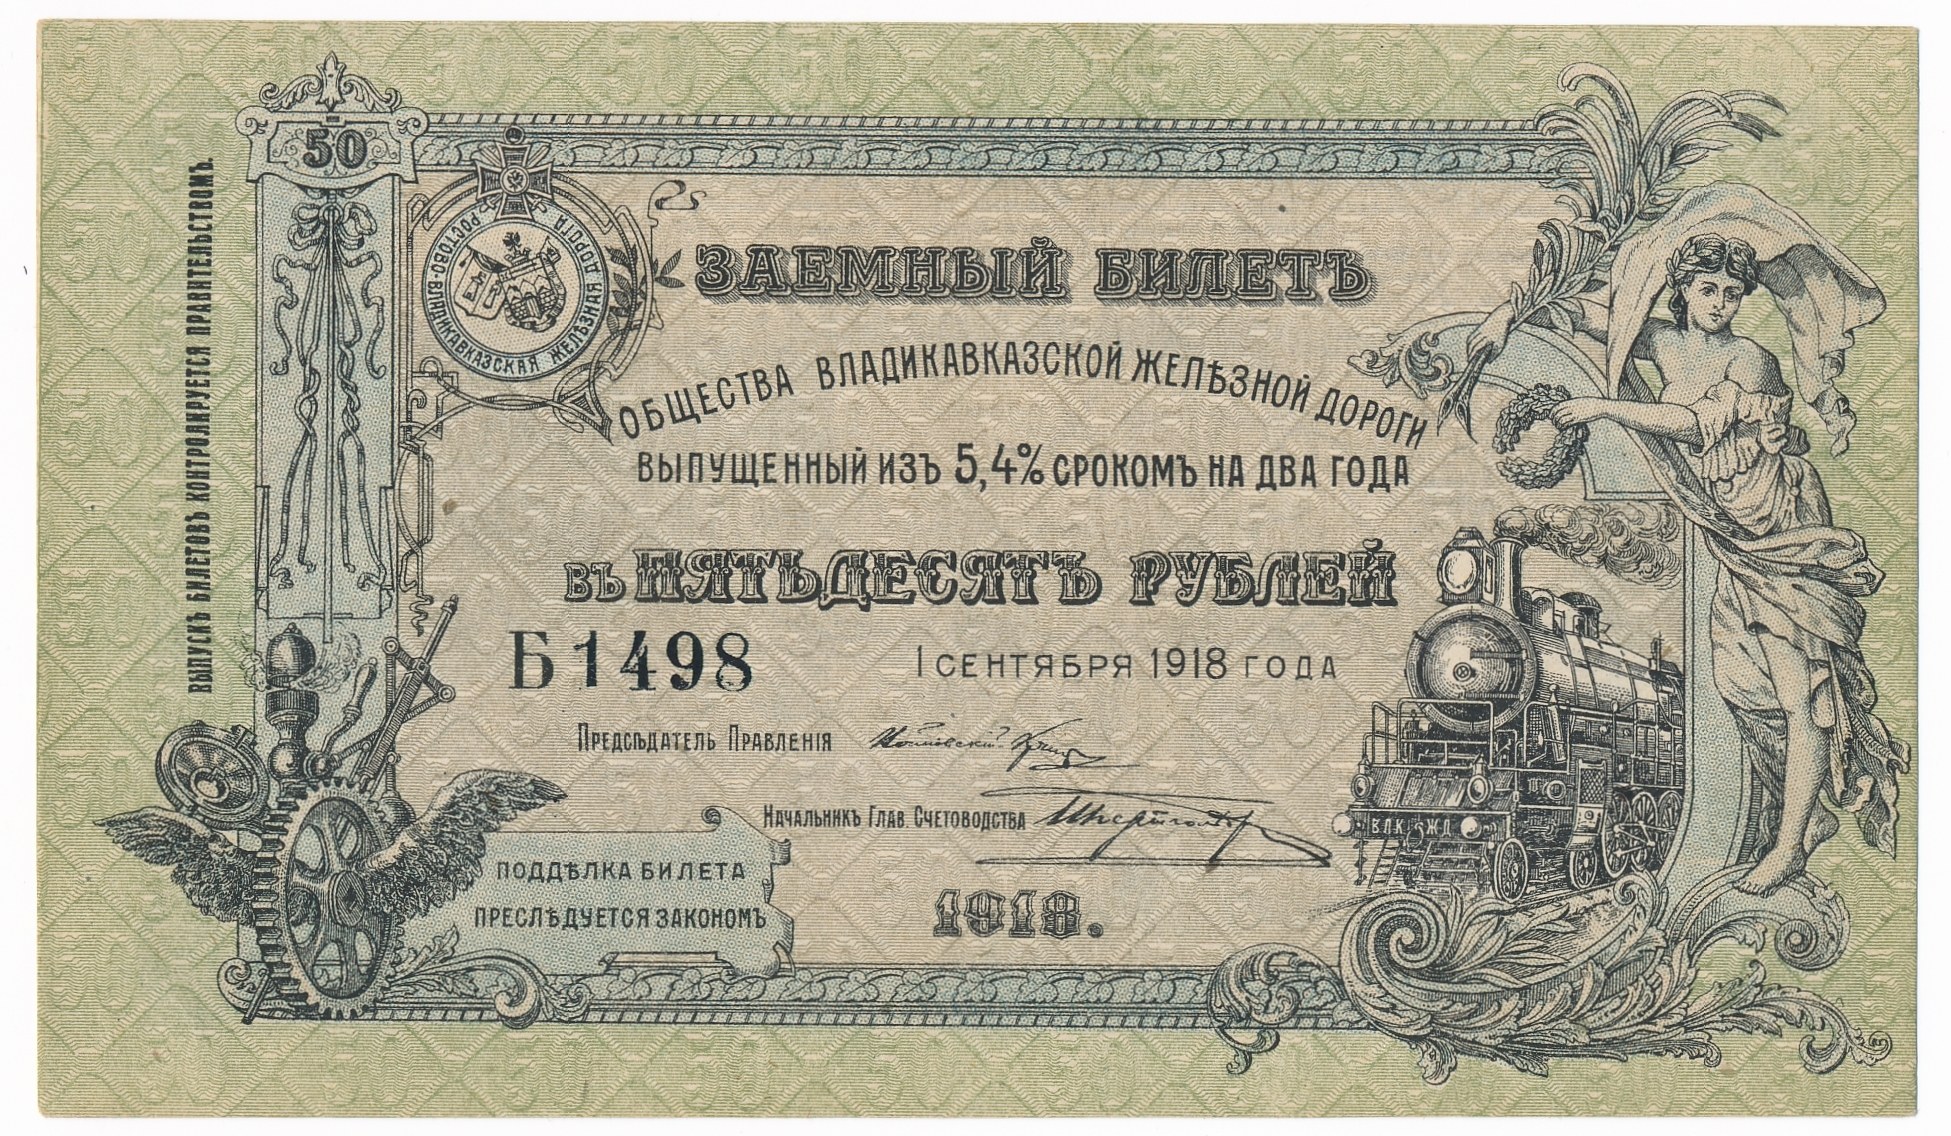 ВЫПУСКЪ БИЛЕТОВЪ КОНТРОЛИРУЕТСЯ ПРАВИТЕЛЬСТВОМЪ.
50
РОСТОВО-ВЛАДИКАВКАЗСКАЯ ЖЕЛѢЗНАЯ ДОРОГА
ЗАЕМНЫЙ БИЛЕТЪ
ОБЩЕСТВА ВЛАДИКАВКАЗСКОЙ ЖЕЛѢЗНОЙ ДОРОГИ
ВЫПУЩЕННЫЙ ИЗЪ 5,4% СРОКОМЪ НА ДВА ГОДА
въ ПЯТЬДЕСЯТЪ РУБЛЕЙ
Б1498
1 СЕНТЯБРЯ 1918 ГОДА
ПРЕДСѢДАТЕЛЬ ПРАВЛЕНІЯ
НАЧАЛЬНИКЪ ГЛАВ. СЧЕТОВОДСТВА
ВЛК ЖД
ПОДДѢЛКА БИЛЕТА
ПРЕСЛѢДУЕТСЯ ЗАКОНОМЪ
1918.